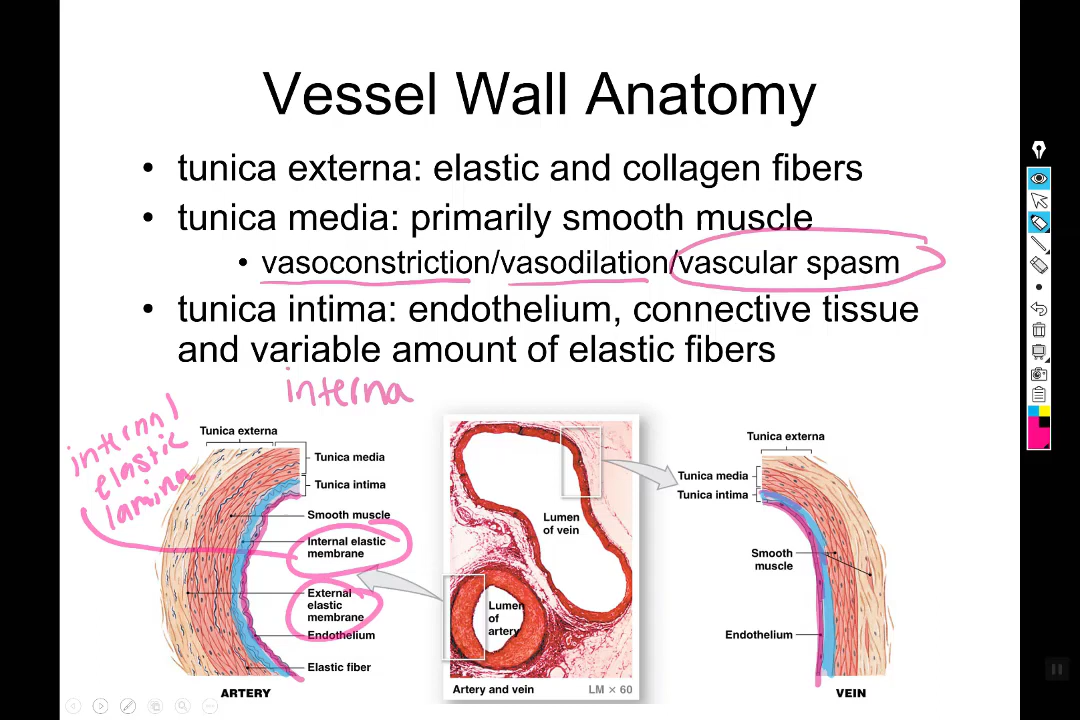 Vessel Wall Anatomy
• tunica externa: elastic and collagen fibers
• tunica media: primarily smooth muscle
• vasoconstriction/vasodilation/vascular spasm
• tunica intima: endothelium, connective tissue
and variable amount of elastic fibers
interna
internal
elastic
lamina
Tunica externa
Tunica media
Tunica intima
Smooth muscle
Internal elastic
membrane
External
elastic
membrane
Endothelium
Elastic fiber
ARTERY
Lumen
of vein
Lumen
of
artery
Artery and vein
LM × 60
Tunica externa
Tunica media
Tunica intima
Smooth
muscle
Endothelium
VEIN